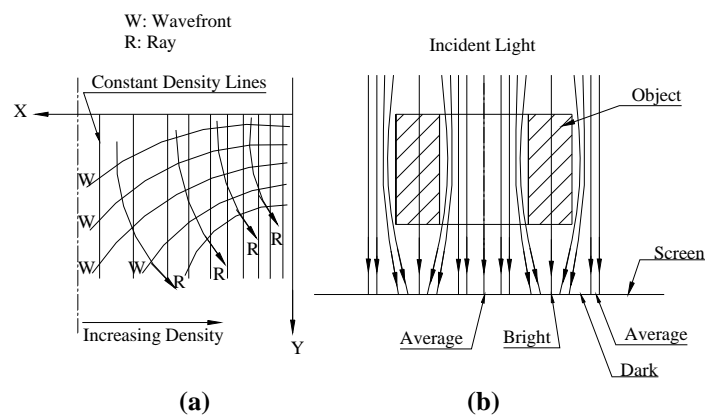 W: Wavefront
R: Ray
Constant Density Lines
X
W
W
W
W
R
R
R
R
Increasing Density
Y
(a)
Incident Light
Object
Screen
Average
Bright
Average
Dark
(b)